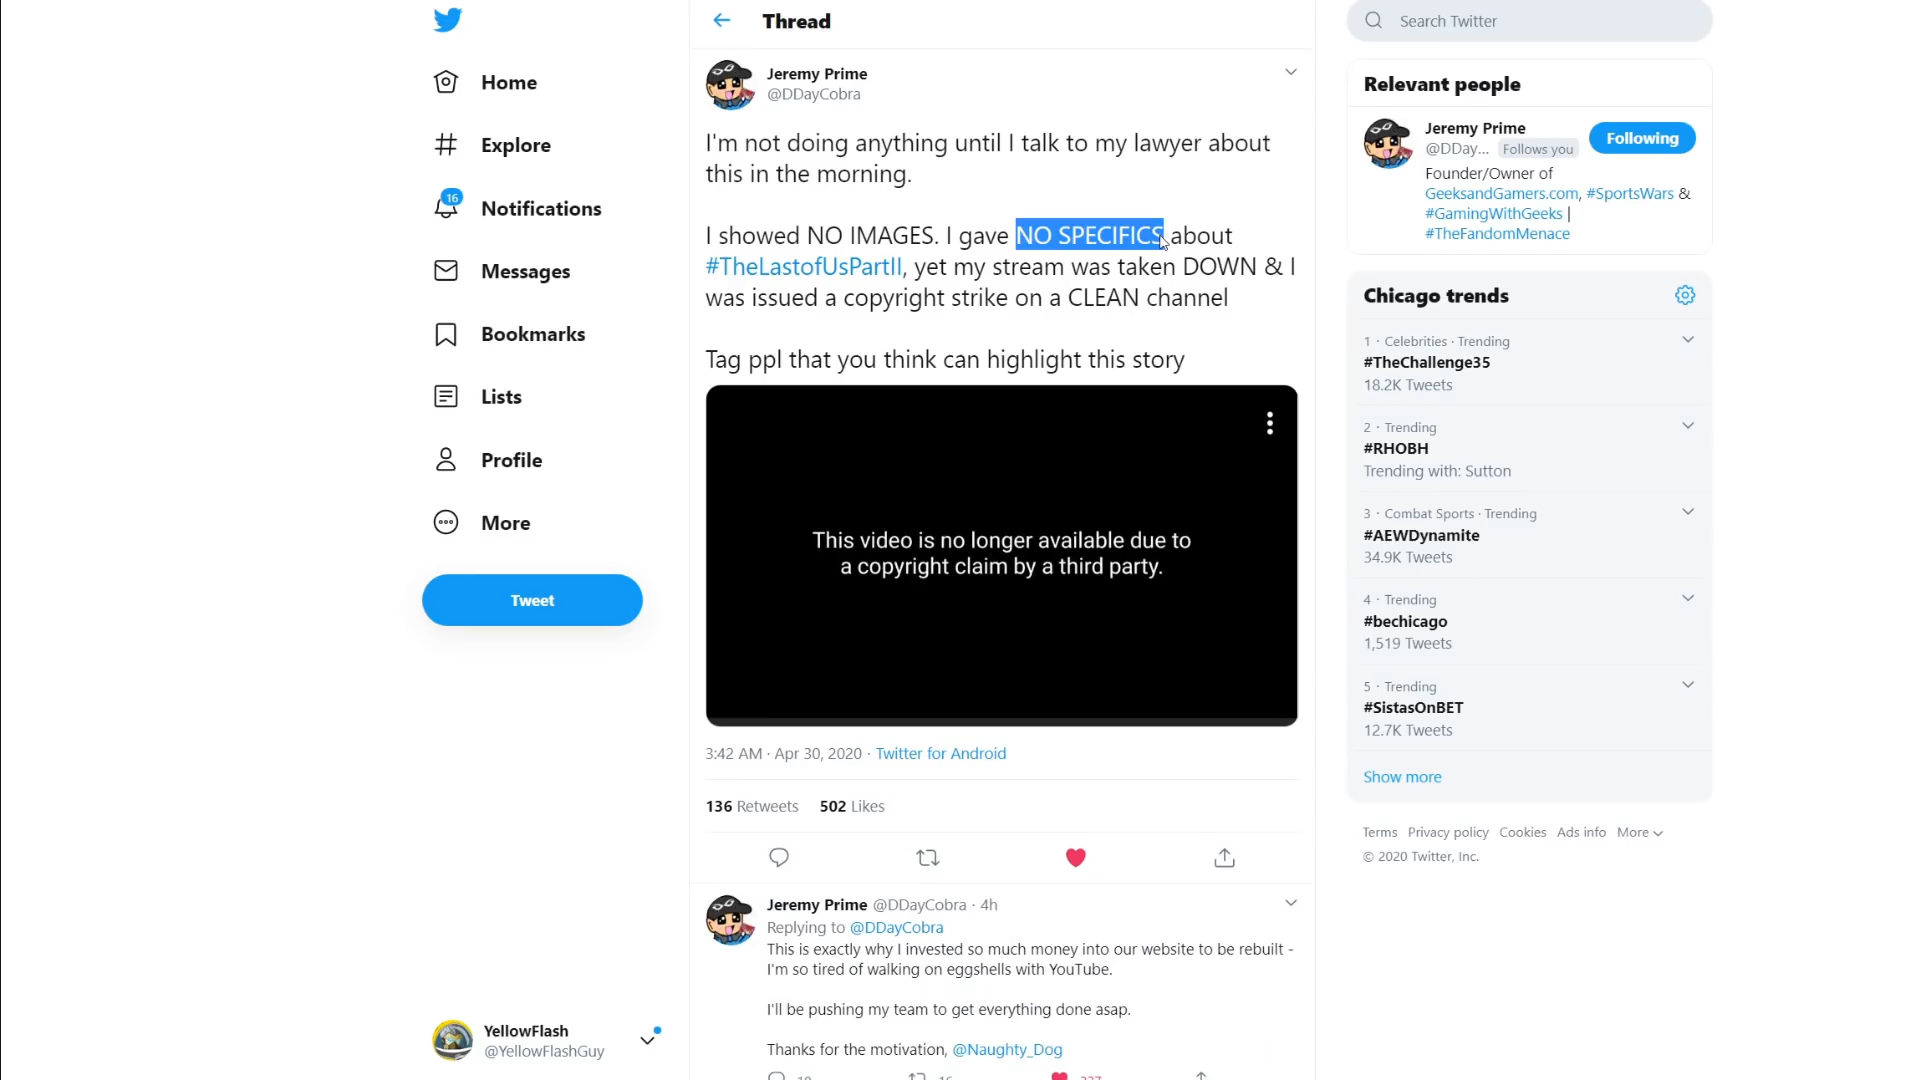 Home
Explore
16
Notifications
Messages
Bookmarks
Lists
Profile
More
Tweet
YellowFlash
@YellowFlashGuy
Thread
Jeremy Prime
@DDayCobra
I'm not doing anything until I talk to my lawyer about
this in the morning.
I showed NO IMAGES. I gave NO SPECIFICS about
#TheLastofUsPartII, yet my stream was taken DOWN & I
was issued a copyright strike on a CLEAN channel
Tag ppl that you think can highlight this story
This video is no longer available due to
a copyright claim by a third party.
3:42 AM · Apr 30, 2020 · Twitter for Android
136 Retweets 502 Likes
Jeremy Prime @DDayCobra · 4h
Replying to @DDayCobra
This is exactly why I invested so much money into our website to be rebuilt -
I'm so tired of walking on eggshells with YouTube.
I'll be pushing my team to get everything done asap.
Thanks for the motivation, @Naughty_Dog
Search Twitter
Relevant people
Jeremy Prime
@DDay... Follows you
Following
Founder/Owner of
GeeksandGamers.com, #SportsWars &
#GamingWithGeeks |
#TheFandomMenace
Chicago trends
1 · Celebrities · Trending
#TheChallenge35
18.2K Tweets
2 · Trending
#RHOBH
Trending with: Sutton
3 · Combat Sports · Trending
#AEWDynamite
34.9K Tweets
4 · Trending
#bechicago
1,519 Tweets
5 · Trending
#SistasOnBET
12.7K Tweets
Show more
Terms Privacy policy Cookies Ads info More
© 2020 Twitter, Inc.